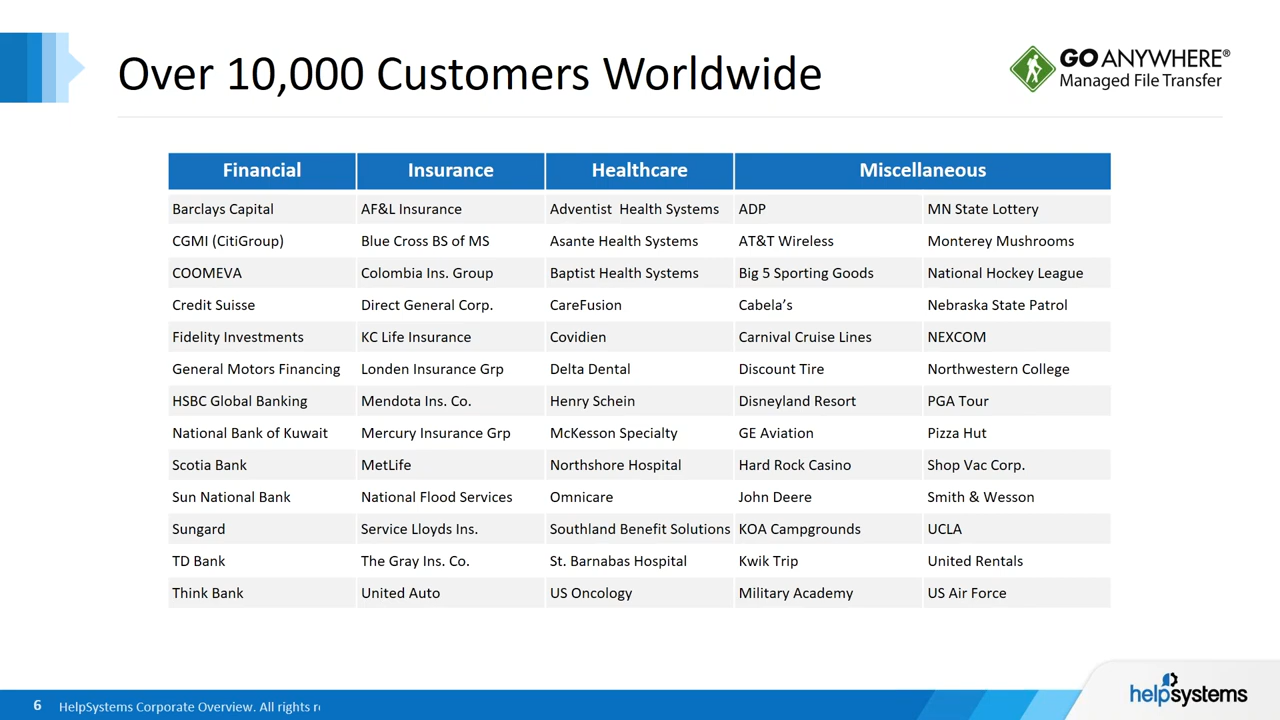 Over 10,000 Customers Worldwide
GO ANYWHERE®
Managed File Transfer
Financial Insurance Healthcare Miscellaneous
Barclays Capital AF&L Insurance Adventist Health Systems ADP MN State Lottery
CGMI (CitiGroup) Blue Cross BS of MS Asante Health Systems AT&T Wireless Monterey Mushrooms
COOMEVA Colombia Ins. Group Baptist Health Systems Big 5 Sporting Goods National Hockey League
Credit Suisse Direct General Corp. CareFusion Cabela's Nebraska State Patrol
Fidelity Investments KC Life Insurance Covidien Carnival Cruise Lines NEXCOM
General Motors Financing Londen Insurance Grp Delta Dental Discount Tire Northwestern College
HSBC Global Banking Mendota Ins. Co. Henry Schein Disneyland Resort PGA Tour
National Bank of Kuwait Mercury Insurance Grp McKesson Specialty GE Aviation Pizza Hut
Scotia Bank MetLife Northshore Hospital Hard Rock Casino Shop Vac Corp.
Sun National Bank National Flood Services Omnicare John Deere Smith & Wesson
Sungard Service Lloyds Ins. Southland Benefit Solutions KOA Campgrounds UCLA
TD Bank The Gray Ins. Co. St. Barnabas Hospital Kwik Trip United Rentals
Think Bank United Auto US Oncology Military Academy US Air Force
6 HelpSystems Corporate Overview. All rights
helpsystems